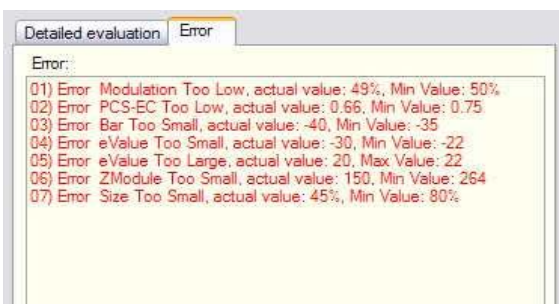 Detailed evaluation Error
Error:
01) Error Modulation Too Low, actual value: 49%, Min Value: 50%
02) Error PCS-EC Too Low, actual value: 0.66, Min Value: 0.75
03) Error Bar Too Small, actual value: -40, Min Value: -35
04) Error eValue Too Small, actual value: -30, Min Value: -22
05) Error eValue Too Large, actual value: 20, Max Value: 22
06) Error ZModule Too Small, actual value: 150, Min Value: 264
07) Error Size Too Small, actual value: 45%, Min Value: 80%